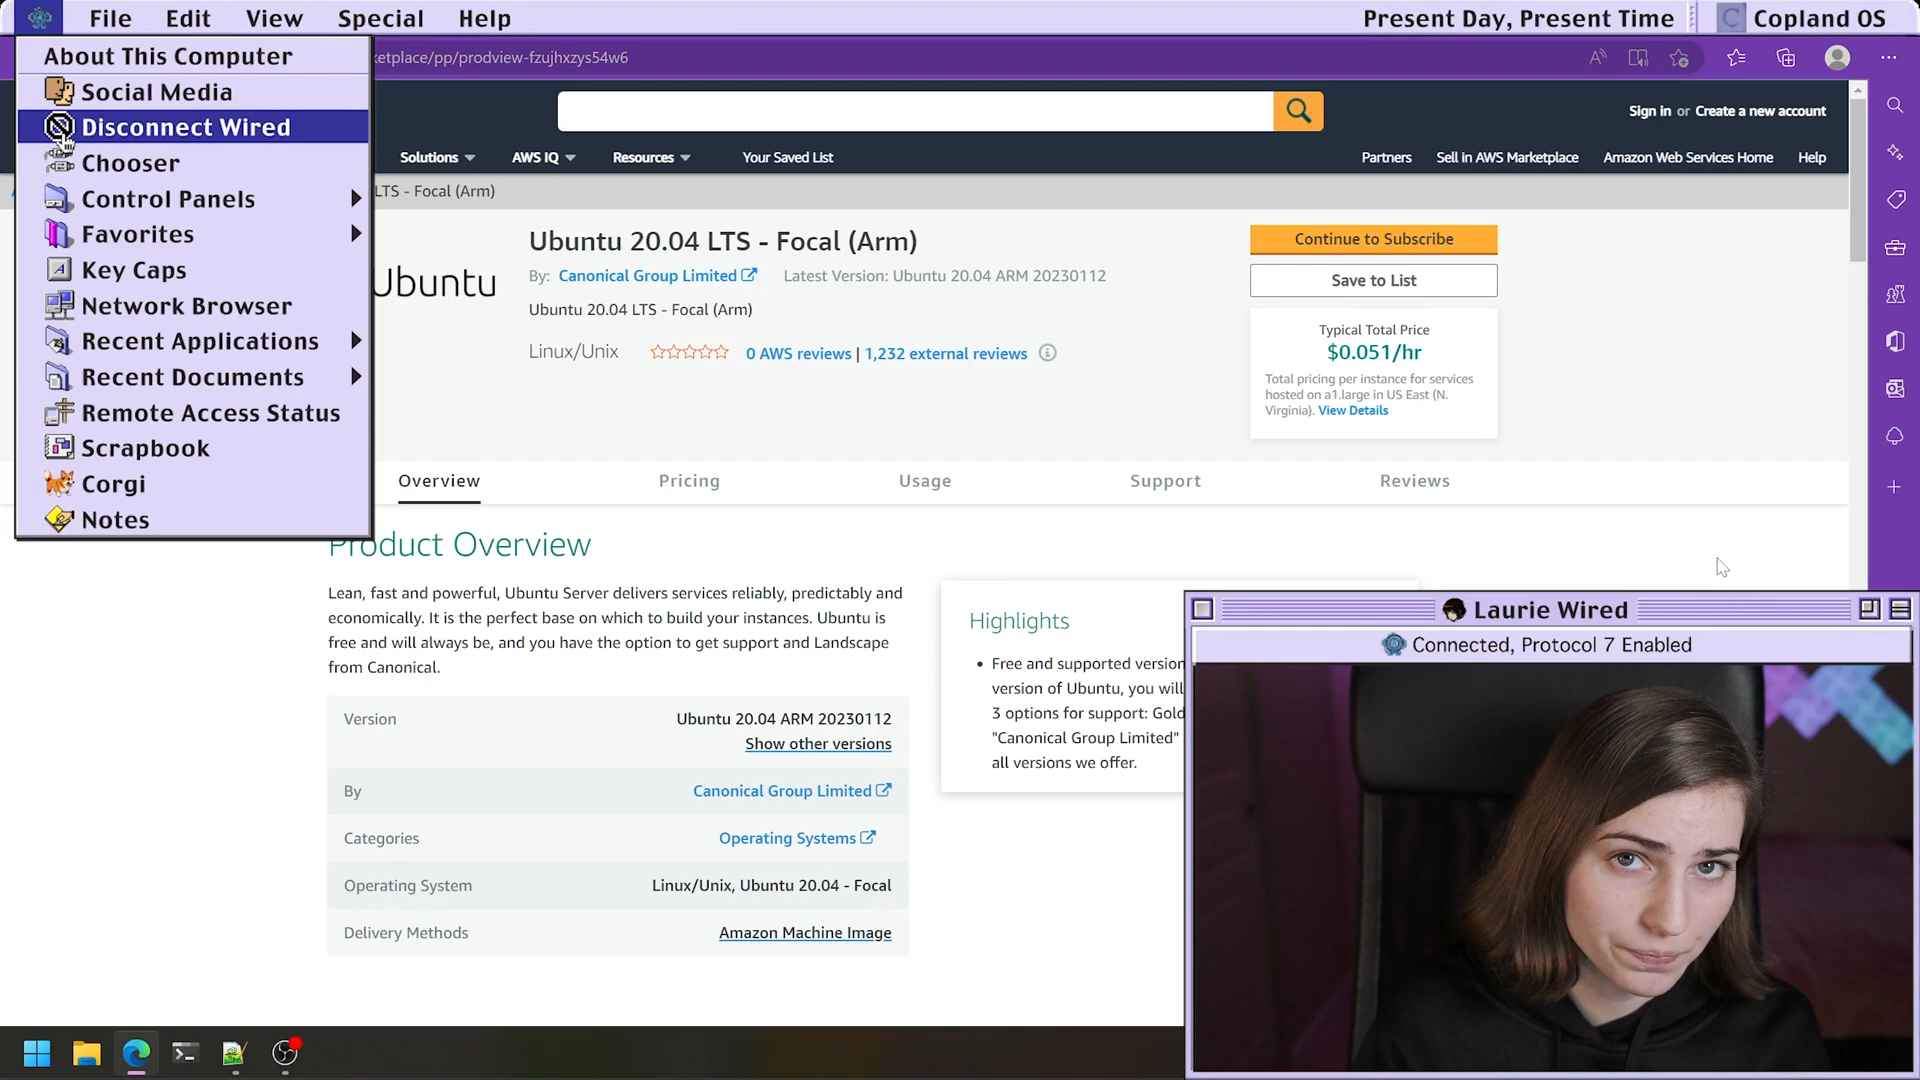 File Edit View Special Help
Present Day, Present Time
Copland OS
About This Computer
Social Media
Disconnect Wired
Chooser
Control Panels
Favorites
Key Caps
Network Browser
Recent Applications
Recent Documents
Remote Access Status
Scrapbook
Corgi
Notes
etplace/pp/prodview-fzujhxzys54w6
Sign in or Create a new account
Solutions AWS IQ Resources Your Saved List
Partners Sell in AWS Marketplace Amazon Web Services Home Help
LTS - Focal (Arm)
Ubuntu
Ubuntu 20.04 LTS - Focal (Arm)
By: Canonical Group Limited Latest Version: Ubuntu 20.04 ARM 20230112
Ubuntu 20.04 LTS - Focal (Arm)
Linux/Unix 0 AWS reviews | 1,232 external reviews
Continue to Subscribe
Save to List
Typical Total Price
$0.051/hr
Total pricing per instance for services
hosted on a1.large in US East (N.
Virginia). View Details
Overview Pricing Usage Support Reviews
Product Overview
Lean, fast and powerful, Ubuntu Server delivers services reliably, predictably and
economically. It is the perfect base on which to build your instances. Ubuntu is
free and will always be, and you have the option to get support and Landscape
from Canonical.
Version Ubuntu 20.04 ARM 20230112
Show other versions
By Canonical Group Limited
Categories Operating Systems
Operating System Linux/Unix, Ubuntu 20.04 - Focal
Delivery Methods Amazon Machine Image
Highlights
• Free and supported version
version of Ubuntu, you will
3 options for support: Gold
"Canonical Group Limited"
all versions we offer.
Laurie Wired
Connected, Protocol 7 Enabled